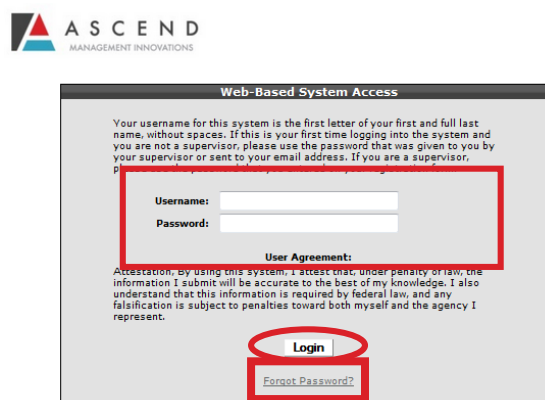 ASCEND
MANAGEMENT INNOVATIONS
Web-Based System Access
Your username for this system is the first letter of your first and full last
name, without spaces. If this is your first time logging into the system and
you are not a supervisor, please use the password that was given to you by
your supervisor or sent to your email address. If you are a supervisor,
Username:
Password:
User Agreement:
Attestation, By using this system, I attest that, under penalty of law, the
information I submit will be accurate to the best of my knowledge. I also
understand that this information is required by federal law, and any
falsification is subject to penalties toward both myself and the agency I
represent.
Login
Forgot Password?